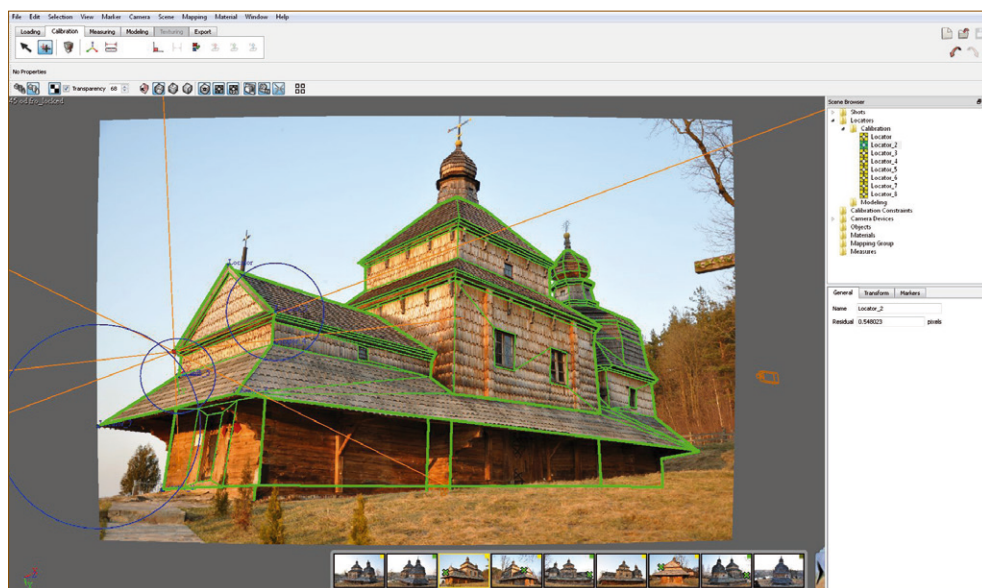 File Edit Selection View Marker Camera Scene Mapping Material Window Help
Loading Calibration Measuring Modeling Texturing Export
No Properties
Transparency 68
Scene Browser
Shots
Locators
Calibration
Locator
Locator_2
Locator_3
Locator_4
Locator_5
Locator_6
Locator_7
Locator_8
Modeling
Calibration Constraints
Camera Devices
Objects
Materials
Mapping Group
Measures
General Transform Markers
Name Locator_2
Residual 0.548023 pixels
Locator